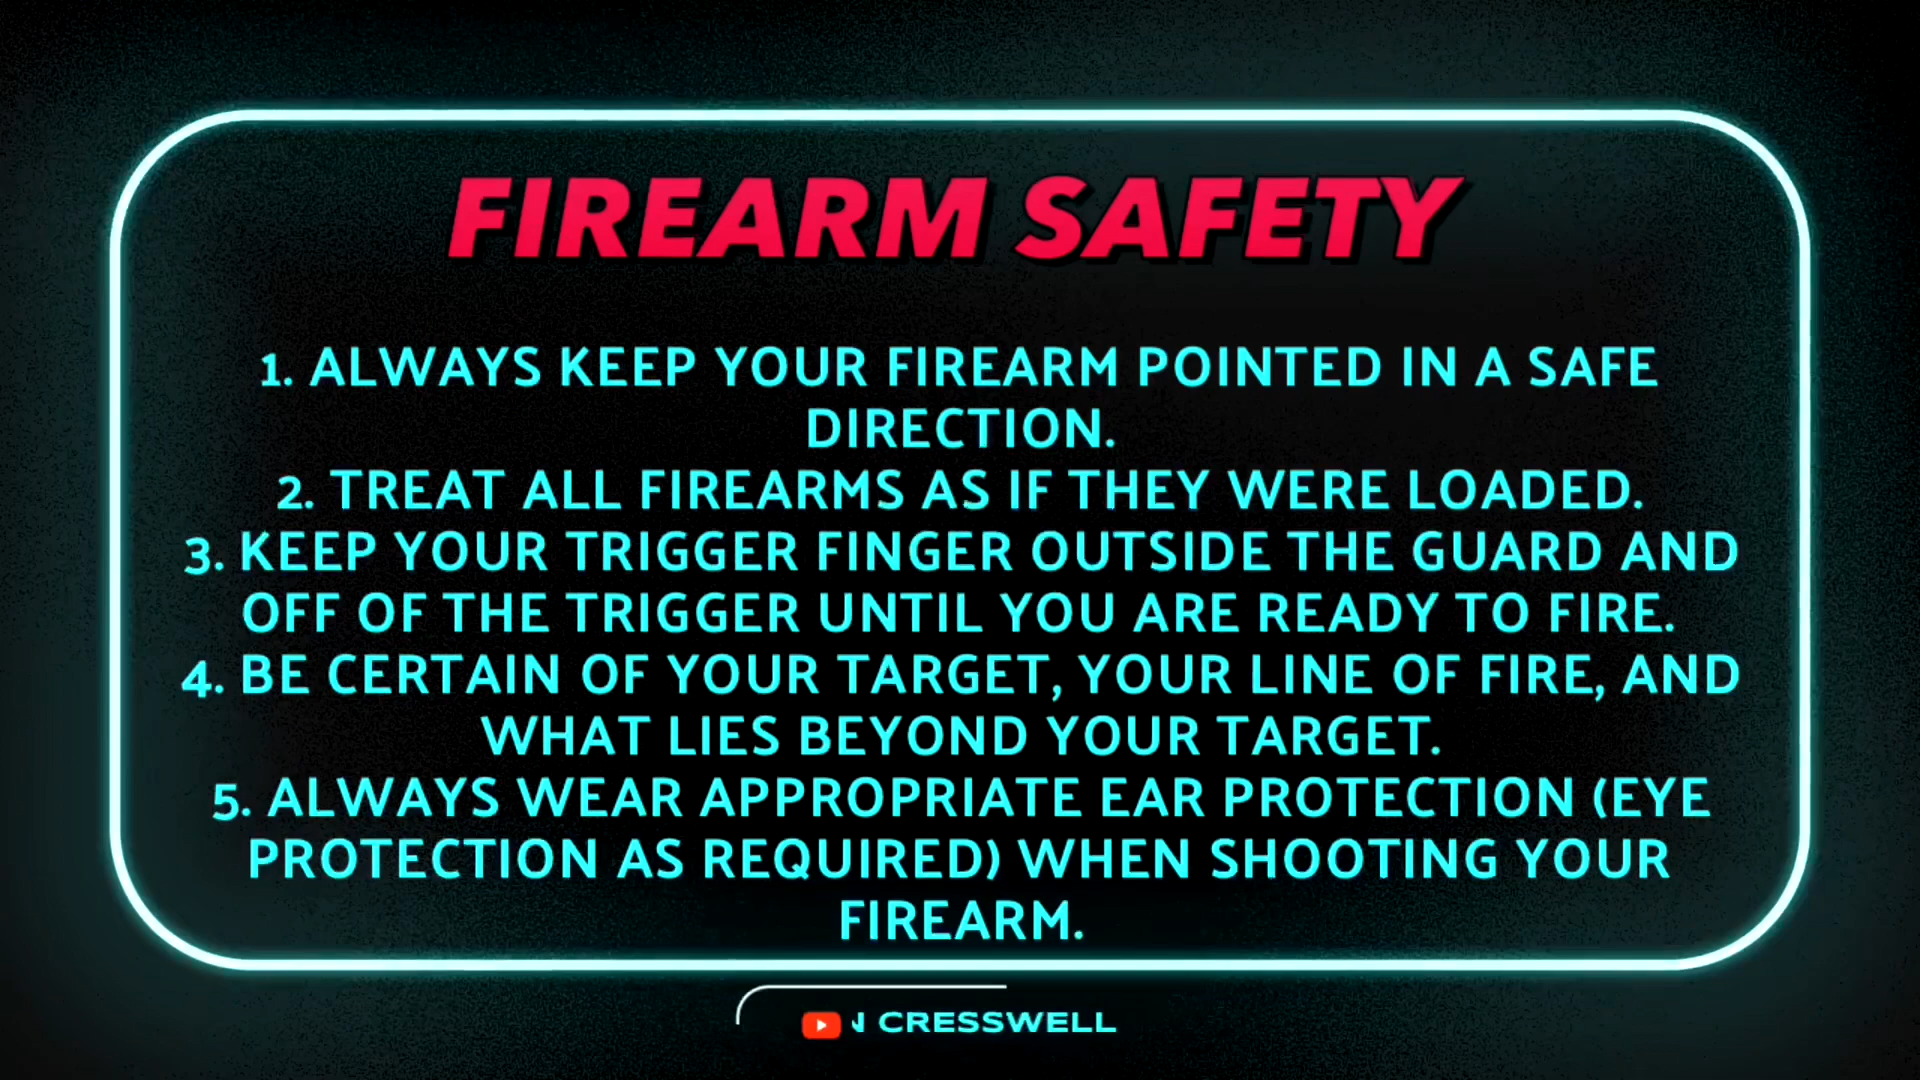 FIREARM SAFETY
1. ALWAYS KEEP YOUR FIREARM POINTED IN A SAFE
DIRECTION.
2. TREAT ALL FIREARMS AS IF THEY WERE LOADED.
3. KEEP YOUR TRIGGER FINGER OUTSIDE THE GUARD AND
OFF OF THE TRIGGER UNTIL YOU ARE READY TO FIRE.
4. BE CERTAIN OF YOUR TARGET, YOUR LINE OF FIRE, AND
WHAT LIES BEYOND YOUR TARGET.
5. ALWAYS WEAR APPROPRIATE EAR PROTECTION (EYE
PROTECTION AS REQUIRED) WHEN SHOOTING YOUR
FIREARM.
CRESSWELL